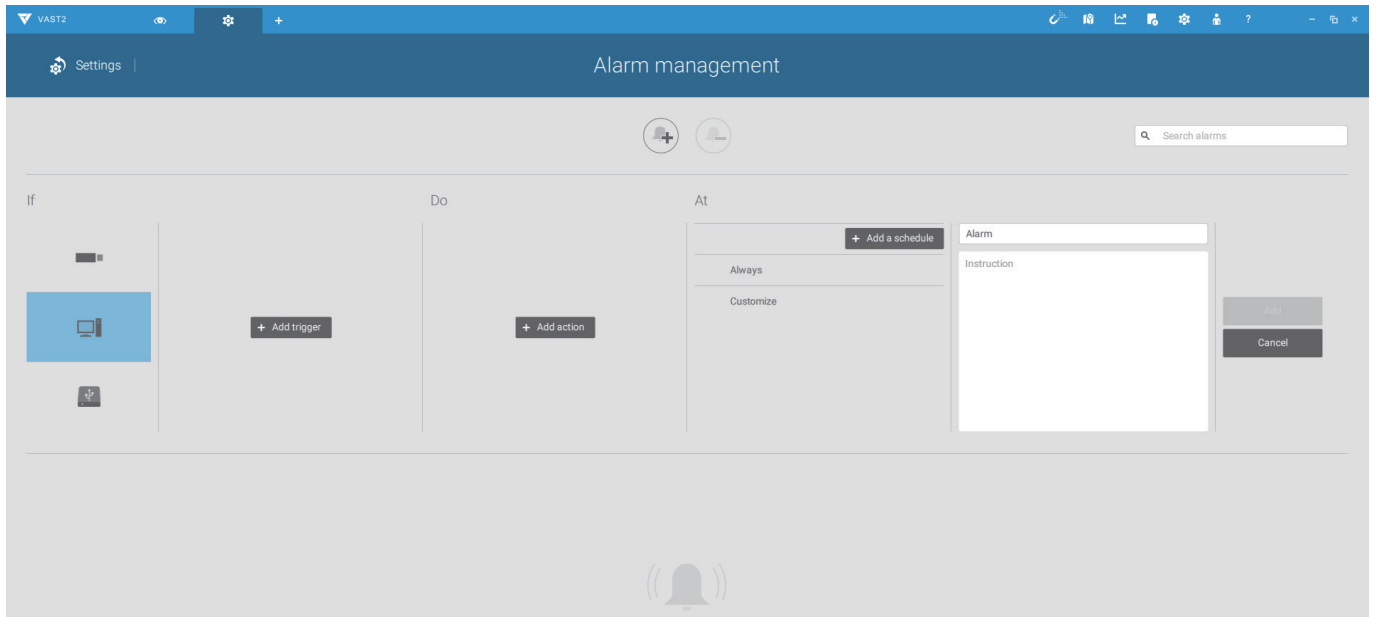 VAST2
?
Settings
Alarm management
Search alarms
If
Do
At
+ Add a schedule
Alarm
Always
Instruction
Customize
+ Add trigger
+ Add action
Add
Cancel